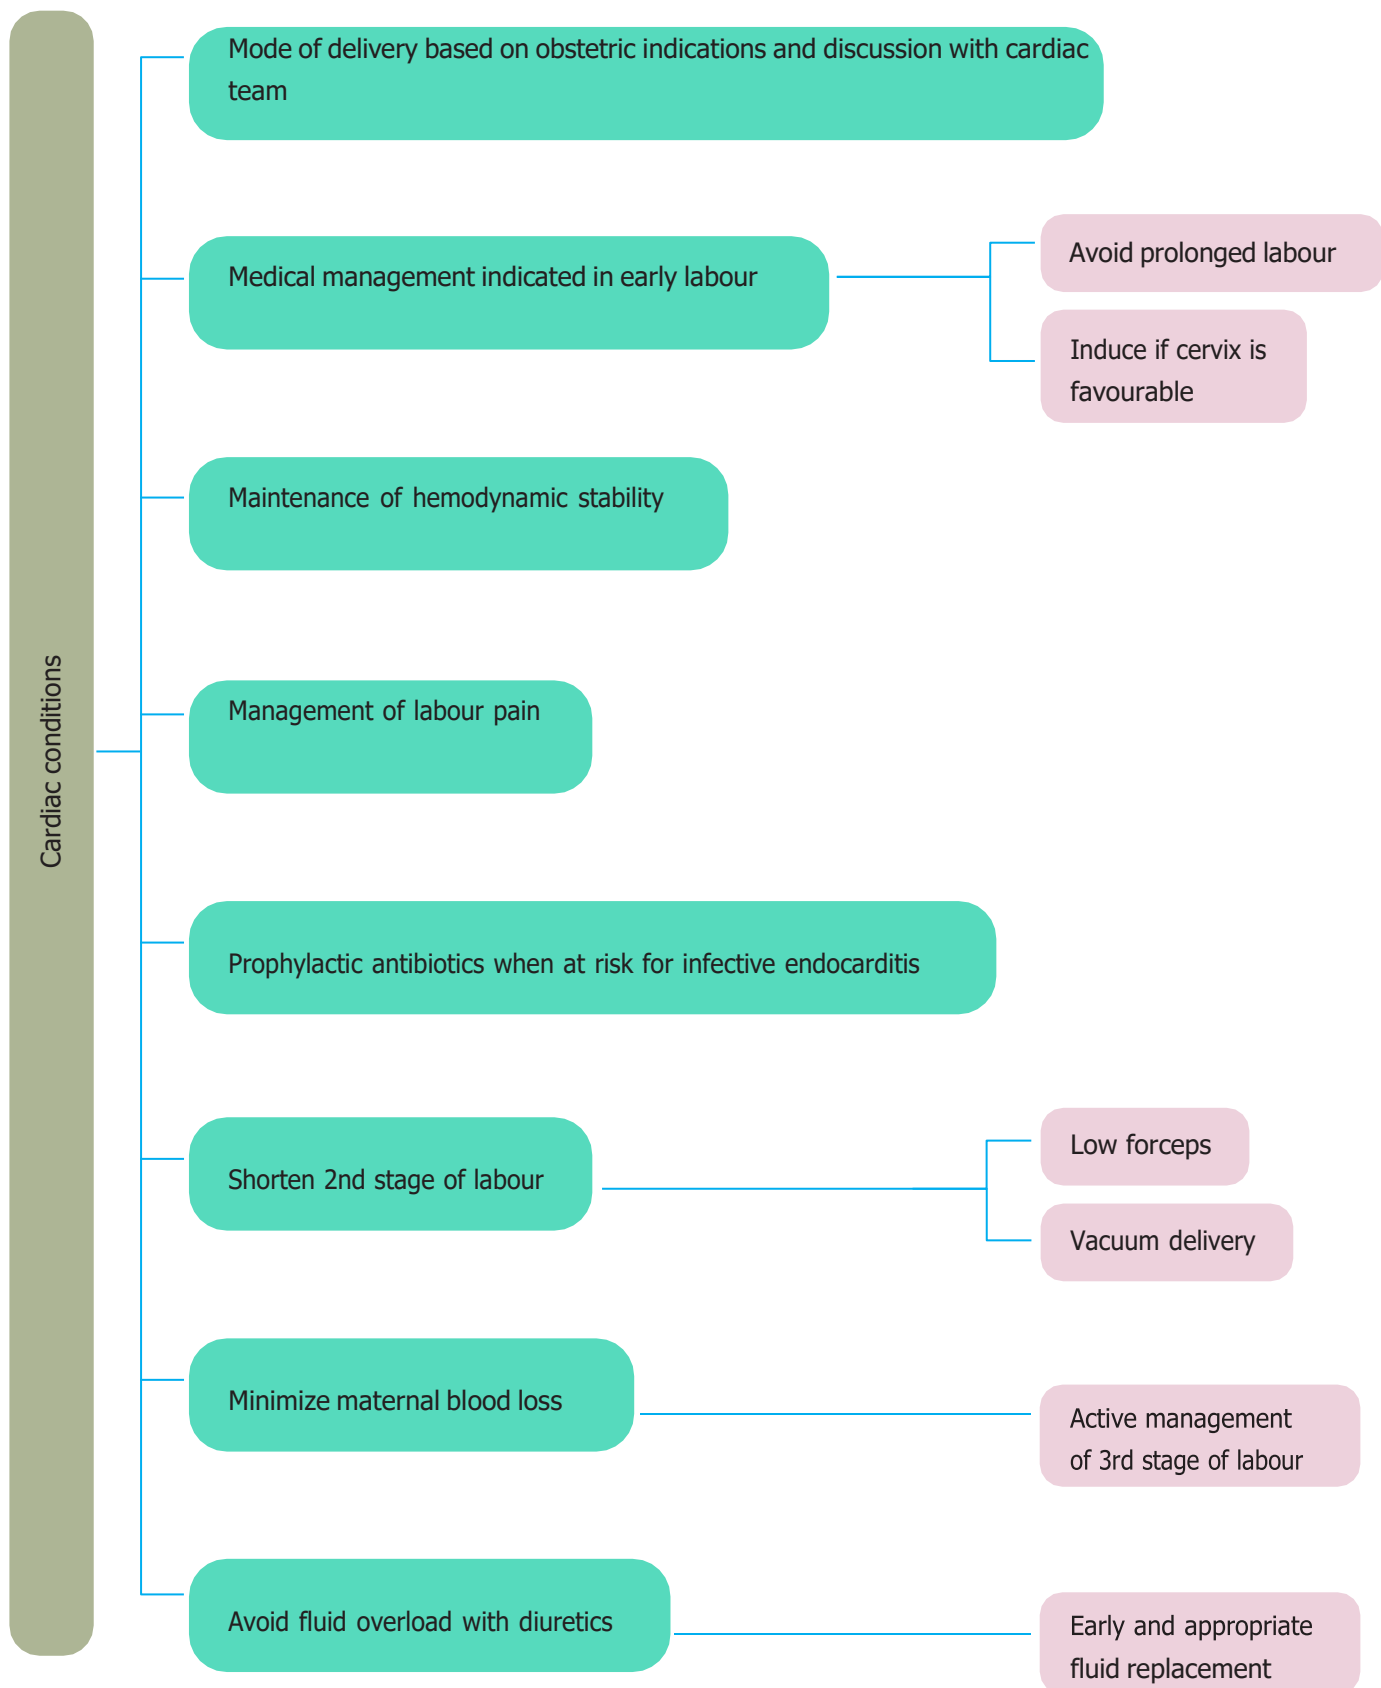 Cardiac conditions
Mode of delivery based on obstetric indications and discussion with cardiac
team
Medical management indicated in early labour
Avoid prolonged labour
Induce if cervix is
favourable
Maintenance of hemodynamic stability
Management of labour pain
Prophylactic antibiotics when at risk for infective endocarditis
Shorten 2nd stage of labour
Low forceps
Vacuum delivery
Minimize maternal blood loss
Active management
of 3rd stage of labour
Avoid fluid overload with diuretics
Early and appropriate
fluid replacement